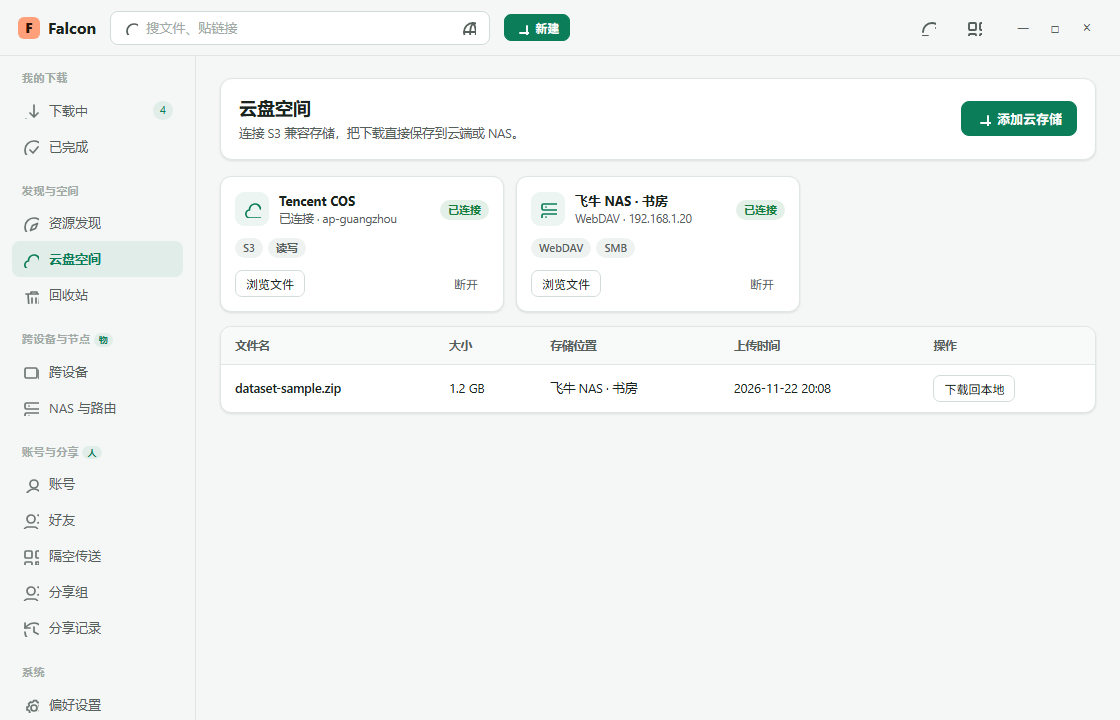 F Falcon 搜文件、贴链接 新建
我的下载
下载中 4
已完成
发现与空间
资源发现
云盘空间
回收站
跨设备与节点 物
跨设备
NAS 与路由
账号与分享 人
账号
好友
隔空传送
分享组
分享记录
系统
偏好设置
云盘空间
连接 S3 兼容存储，把下载直接保存到云端或 NAS。
添加云存储
Tencent COS
已连接 · ap-guangzhou
已连接
S3 读写
浏览文件 断开
飞牛 NAS · 书房
WebDAV · 192.168.1.20
已连接
WebDAV SMB
浏览文件 断开
文件名 大小 存储位置 上传时间 操作
dataset-sample.zip 1.2 GB 飞牛 NAS · 书房 2026-11-22 20:08 下载回本地